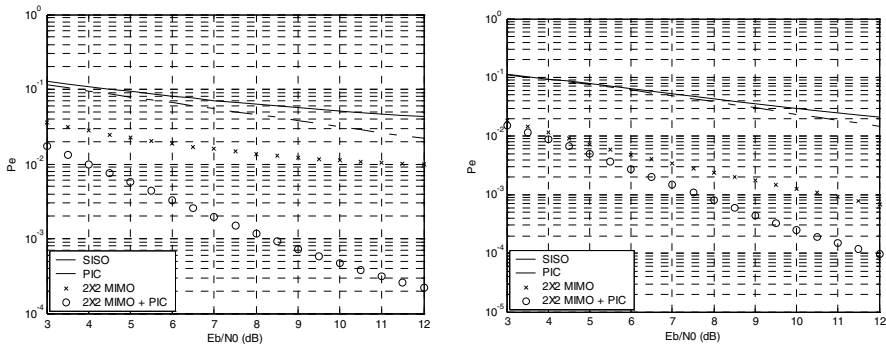 10^0
10^-1
10^-2
10^-3
10^-4
Pe
SISO
PIC
2X2 MIMO
2X2 MIMO + PIC
3 4 5 6 7 8 9 10 11 12
Eb/N0 (dB)
10^0
10^-1
10^-2
10^-3
10^-4
10^-5
Pe
SISO
PIC
2X2 MIMO
2X2 MIMO + PIC
3 4 5 6 7 8 9 10 11 12
Eb/N0 (dB)